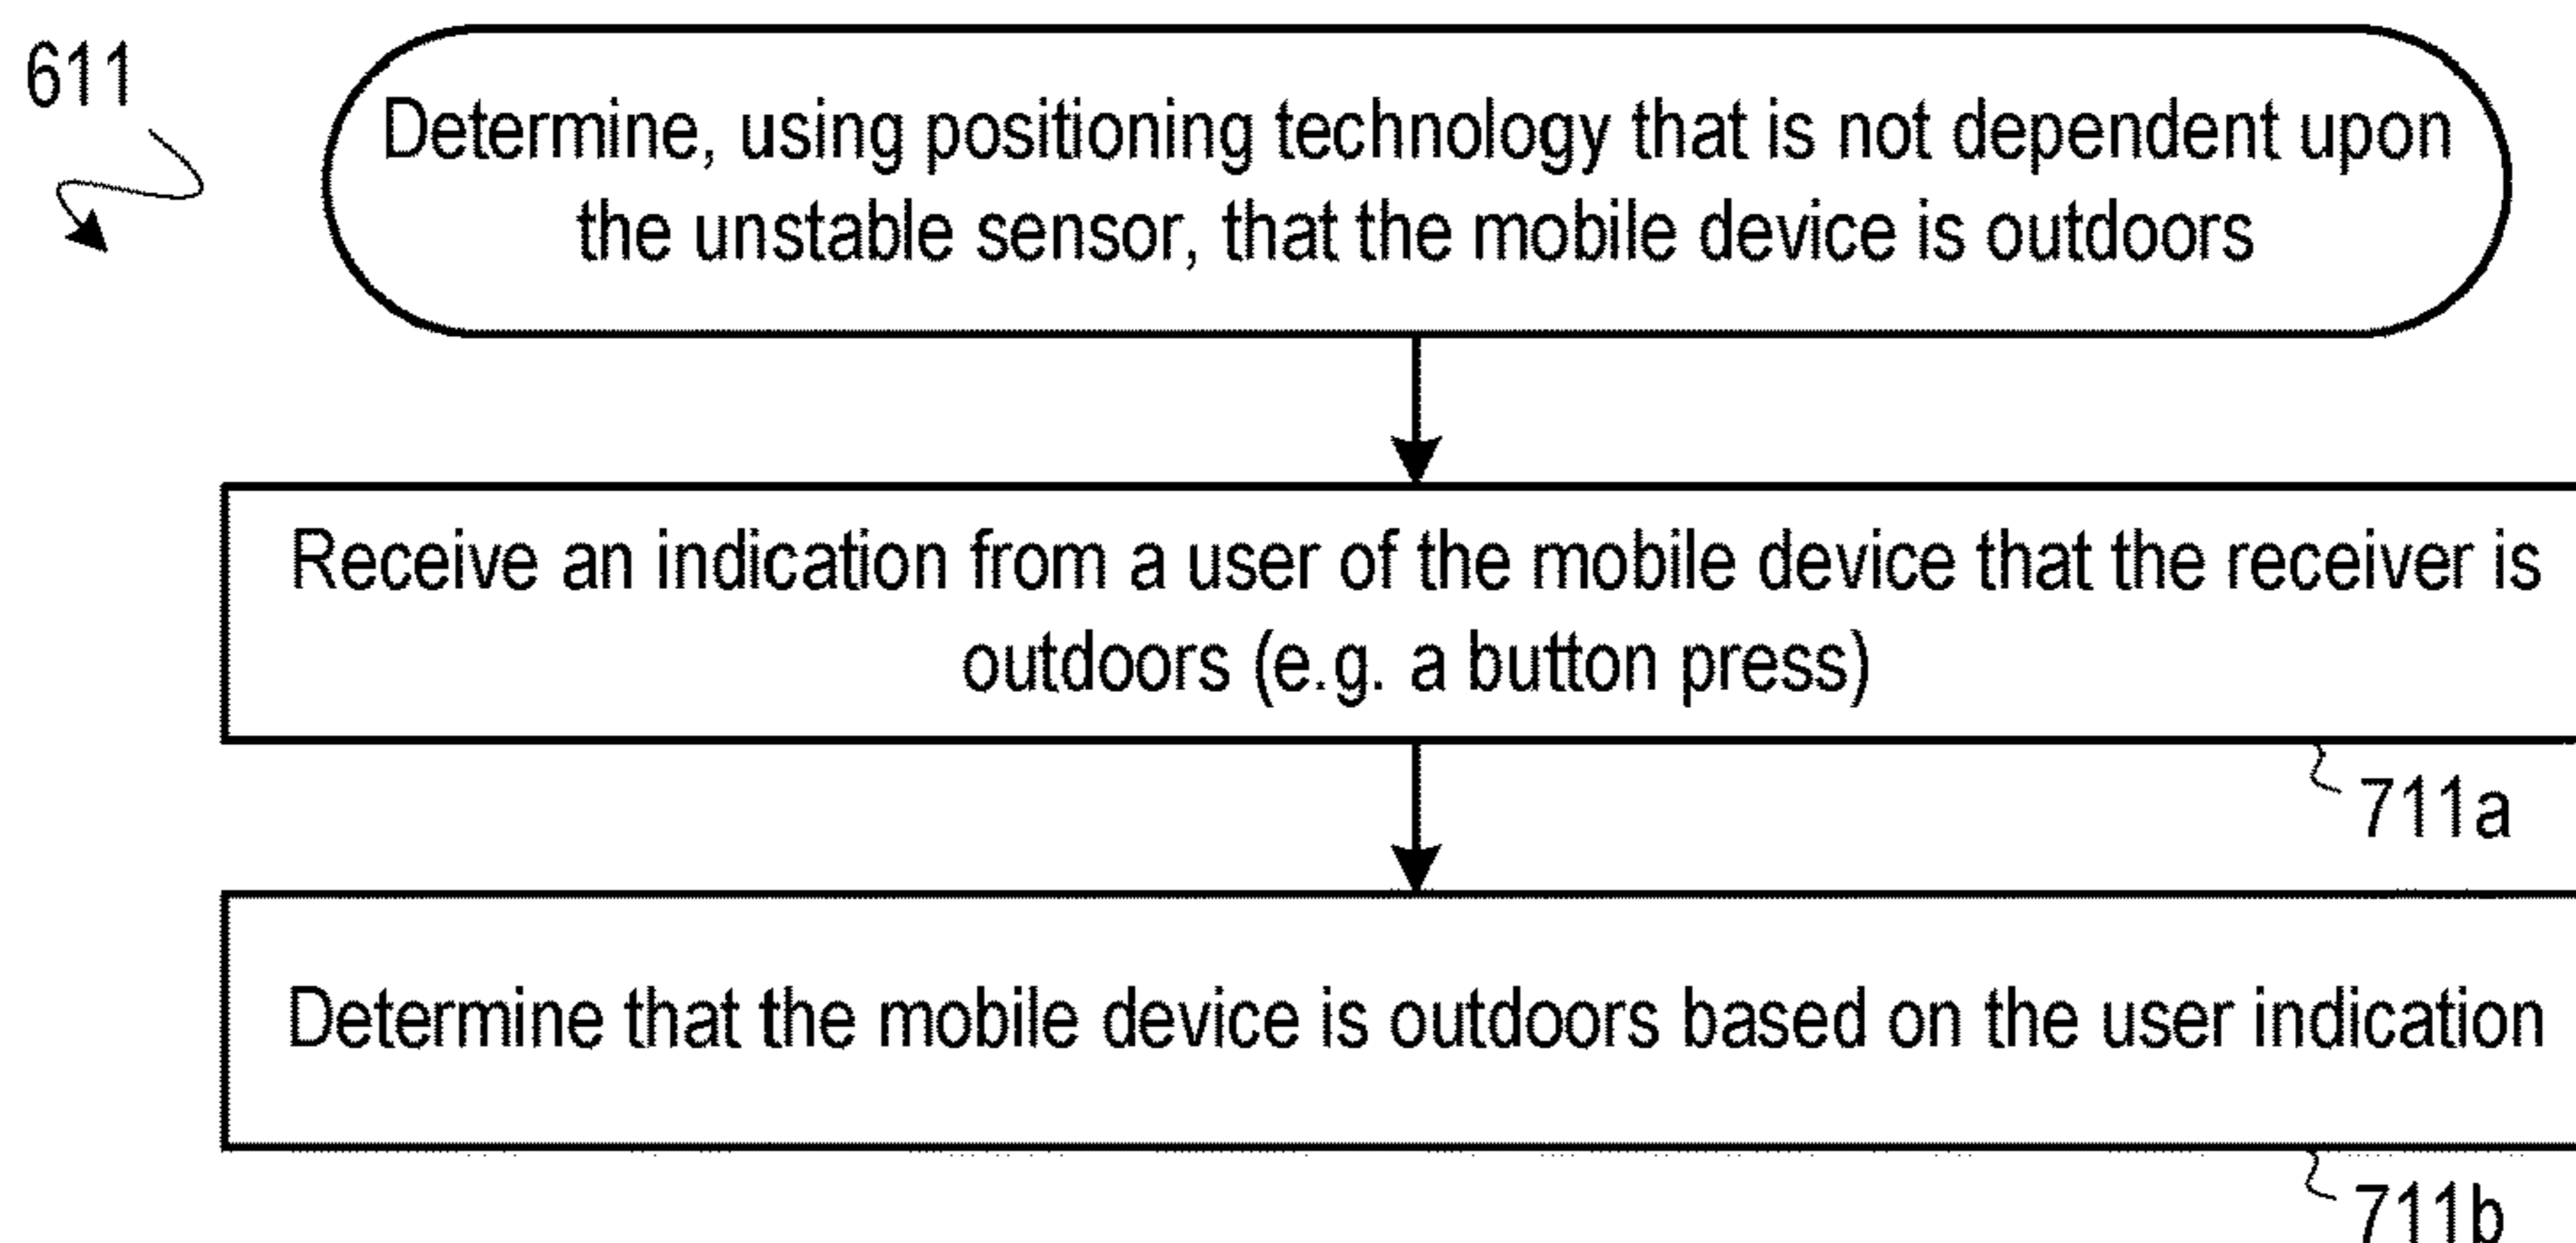 611
Determine, using positioning technology that is not dependent upon
the unstable sensor, that the mobile device is outdoors
Receive an indication from a user of the mobile device that the receiver is
outdoors (e.g. a button press)
711a
Determine that the mobile device is outdoors based on the user indication
711b